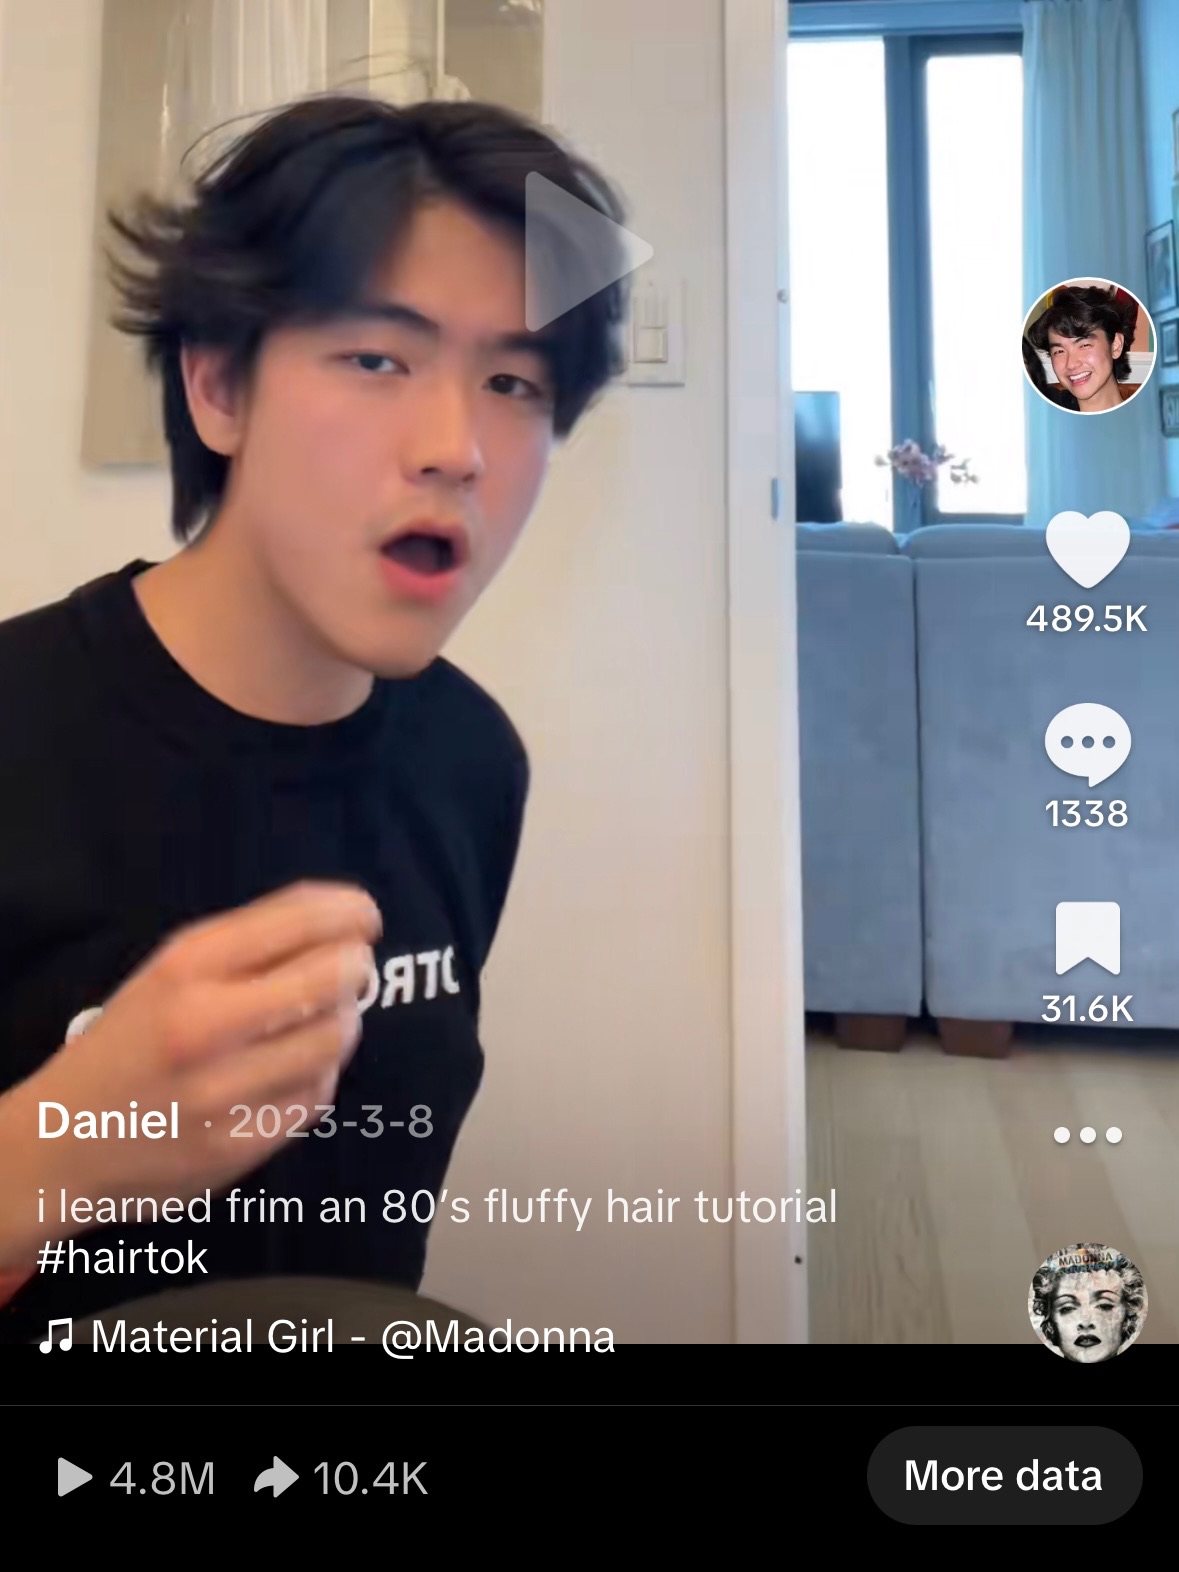 489.5K
1338
31.6K
Daniel · 2023-3-8
i learned frim an 80’s fluffy hair tutorial
#hairtok
Material Girl - @Madonna
MADONNA
4.8M 10.4K
More data